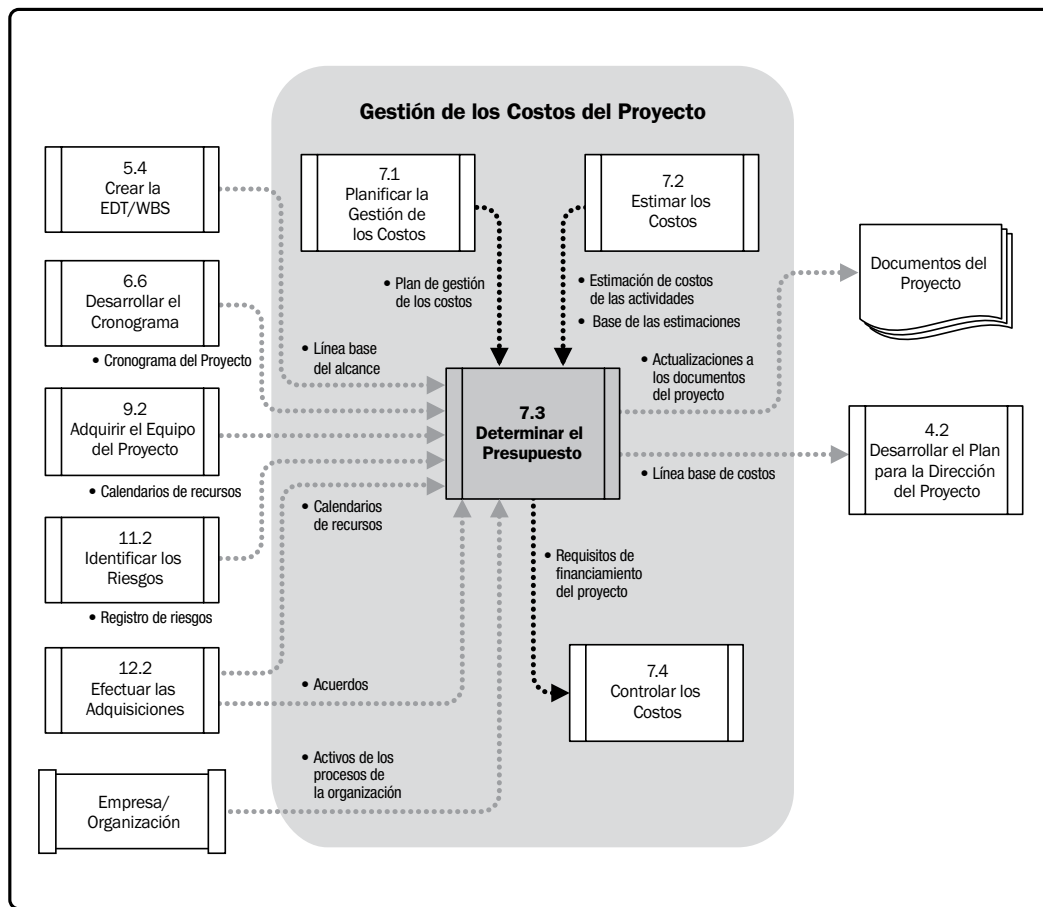 Gestión de los Costos del Proyecto
5.4
Crear la
EDT/WBS
7.1
Planificar la
Gestión de
los Costos
7.2
Estimar los
Costos
Documentos del
Proyecto
6.6
Desarrollar el
Cronograma
• Cronograma del Proyecto
• Plan de gestión
de los costos
• Estimación de costos
de las actividades
• Base de las estimaciones
• Línea base
del alcance
• Actualizaciones a
los documentos
del proyecto
9.2
Adquirir el Equipo
del Proyecto
• Calendarios de recursos
7.3
Determinar el
Presupuesto
4.2
Desarrollar el Plan
para la Dirección
del Proyecto
• Línea base de costos
• Calendarios
de recursos
11.2
Identificar los
Riesgos
• Registro de riesgos
• Requisitos de
financiamiento
del proyecto
12.2
Efectuar las
Adquisiciones
• Acuerdos
7.4
Controlar los
Costos
• Activos de los
procesos de
la organización
Empresa/
Organización